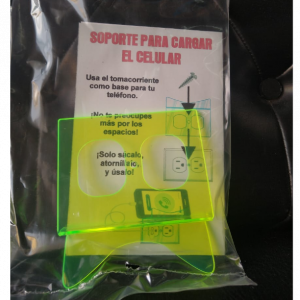 SOPORTE PARA CARGAR
EL CELULAR
Usa el tomacorriente
como base para tu
teléfono.
¡No te preocupes
más por los
espacios!
¡Solo sácalo,
atorníllalo,
y úsalo!